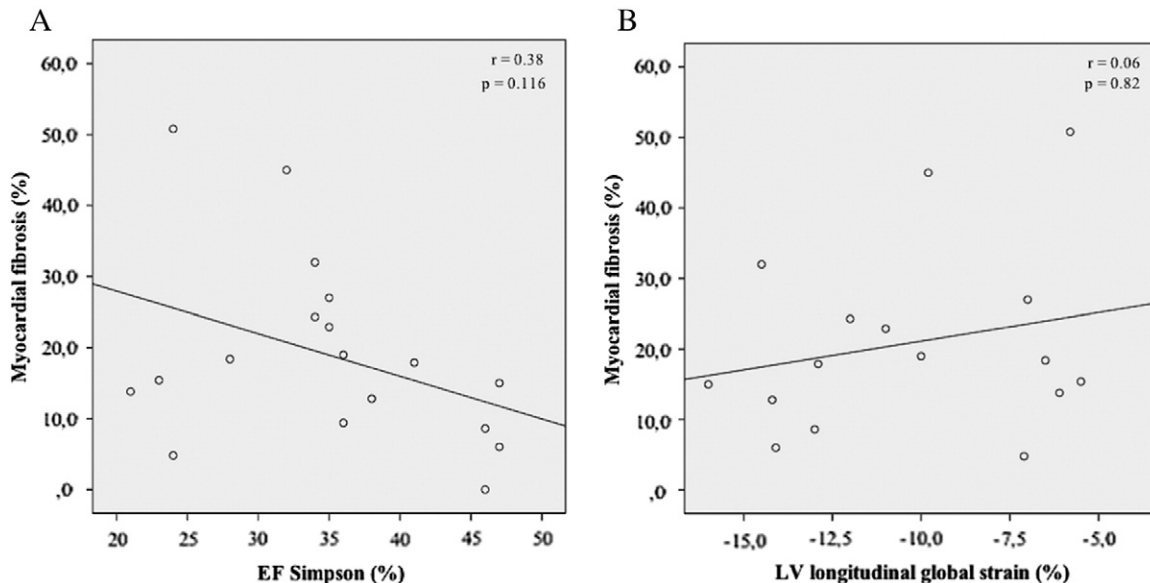 A
r = 0.38
p = 0.116
Myocardial fibrosis (%)
60,0
50,0
40,0
30,0
20,0
10,0
,0
20 25 30 35 40 45 50
EF Simpson (%)
B
r = 0.06
p = 0.82
Myocardial fibrosis (%)
60,0
50,0
40,0
30,0
20,0
10,0
,0
-15,0 -12,5 -10,0 -7,5 -5,0
LV longitudinal global strain (%)